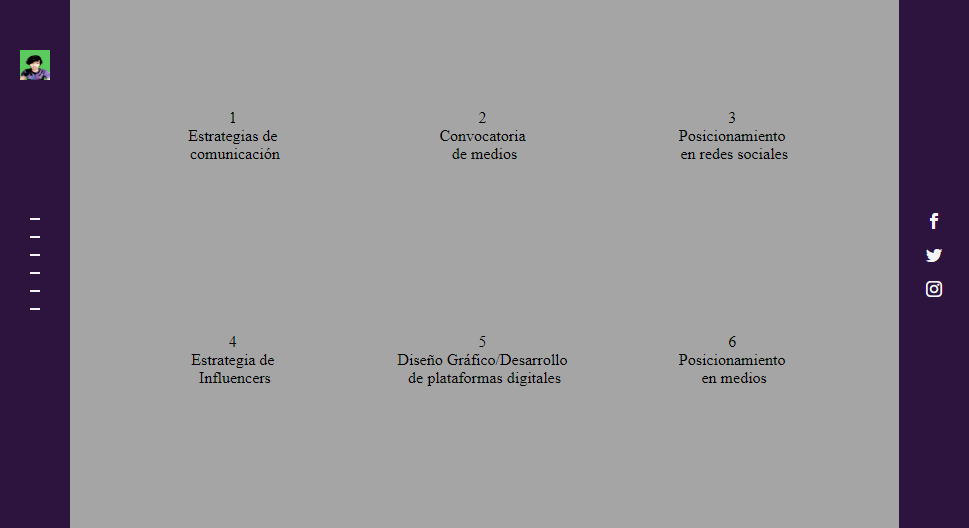 1
Estrategias de
comunicación
2
Convocatoria
de medios
3
Posicionamiento
en redes sociales
4
Estrategia de
Influencers
5
Diseño Gráfico/Desarrollo
de plataformas digitales
6
Posicionamiento
en medios